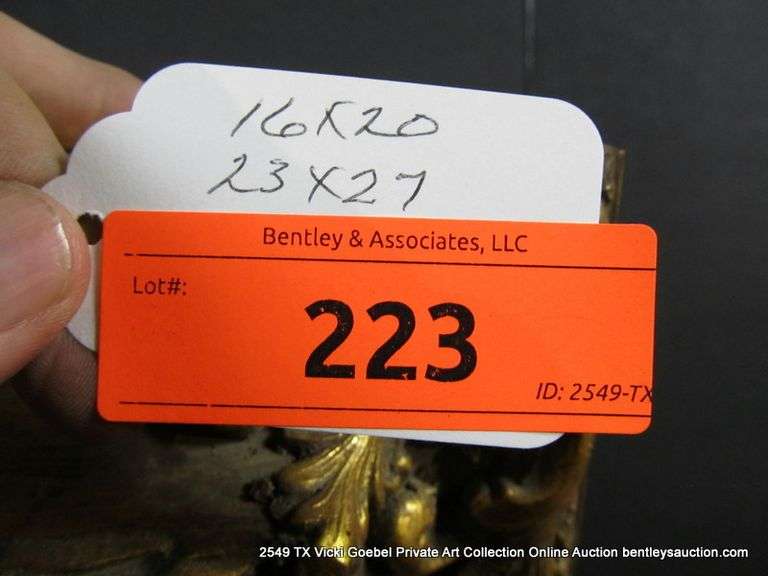 16x20
23x27
Bentley & Associates, LLC
Lot#:
223
ID: 2549-TX
2549 TX Vicki Goebel Private Art Collection Online Auction bentleysauction.com